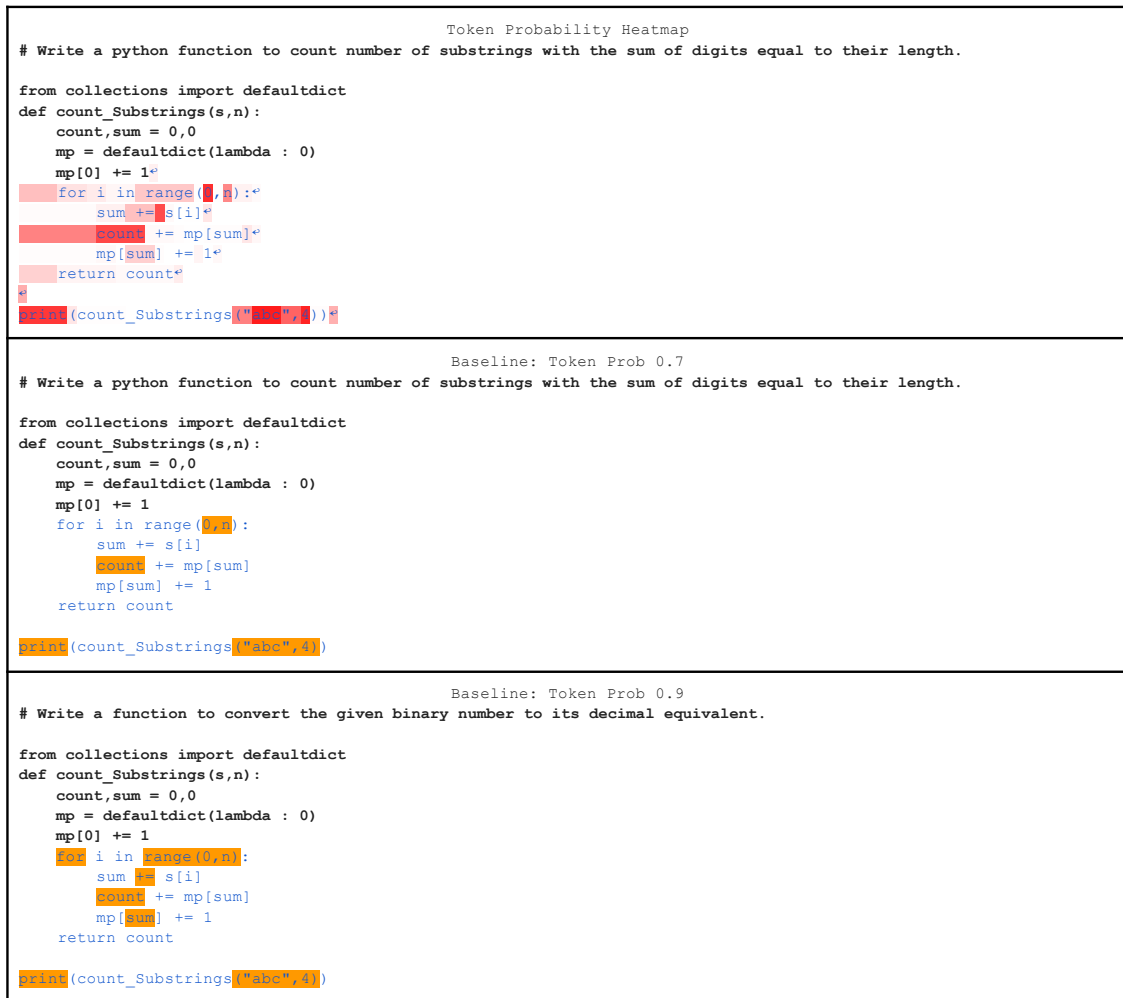 Token Probability Heatmap
# Write a python function to count number of substrings with the sum of digits equal to their length.
from collections import defaultdict
def count_Substrings(s,n):
    count,sum = 0,0
    mp = defaultdict(lambda : 0)
    mp[0] += 1↵
    for i in range(0,n):↵
        sum += s[i]↵
        count += mp[sum]↵
        mp[sum] += 1↵
    return count↵
↵
print(count_Substrings("abc",4))↵
Baseline: Token Prob 0.7
# Write a python function to count number of substrings with the sum of digits equal to their length.
from collections import defaultdict
def count_Substrings(s,n):
    count,sum = 0,0
    mp = defaultdict(lambda : 0)
    mp[0] += 1
    for i in range(0,n):
        sum += s[i]
        count += mp[sum]
        mp[sum] += 1
    return count
print(count_Substrings("abc",4))
Baseline: Token Prob 0.9
# Write a function to convert the given binary number to its decimal equivalent.
from collections import defaultdict
def count_Substrings(s,n):
    count,sum = 0,0
    mp = defaultdict(lambda : 0)
    mp[0] += 1
    for i in range(0,n):
        sum += s[i]
        count += mp[sum]
        mp[sum] += 1
    return count
print(count_Substrings("abc",4))